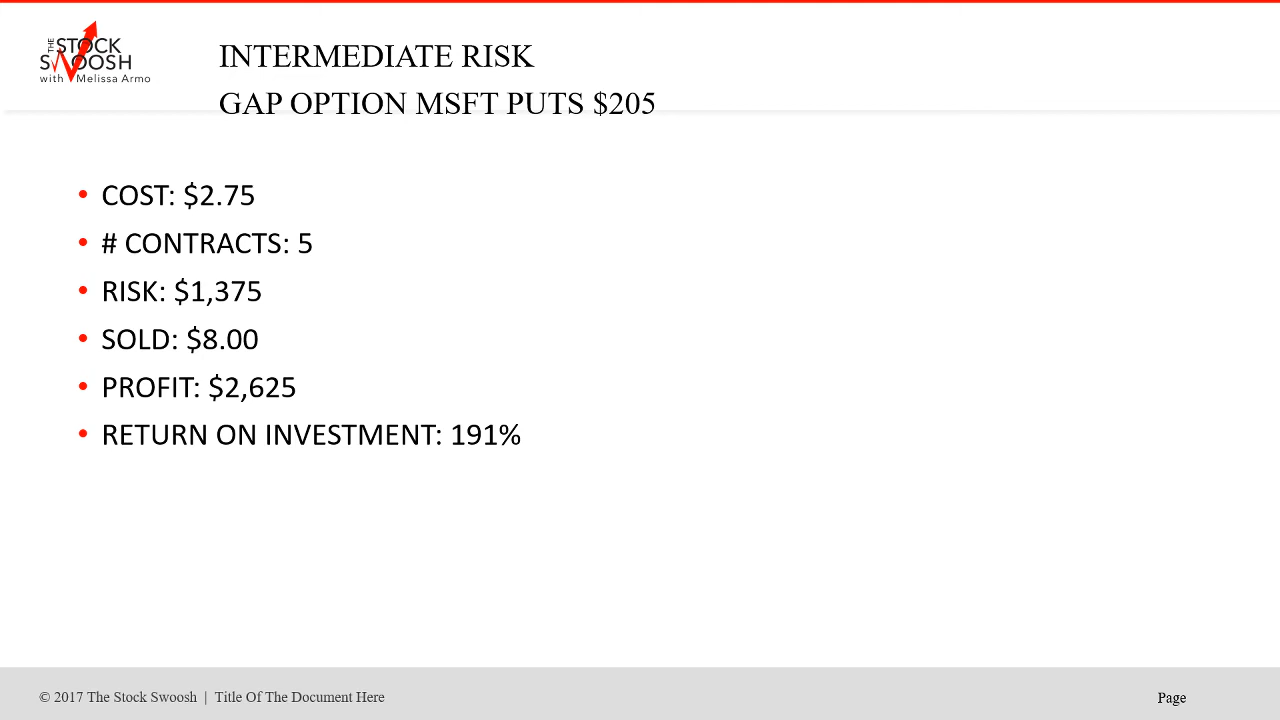 THE STOCK
SWOOSH
with Melissa Armo
INTERMEDIATE RISK
GAP OPTION MSFT PUTS $205
• COST: $2.75
• # CONTRACTS: 5
• RISK: $1,375
• SOLD: $8.00
• PROFIT: $2,625
• RETURN ON INVESTMENT: 191%
© 2017 The Stock Swoosh | Title Of The Document Here
Page